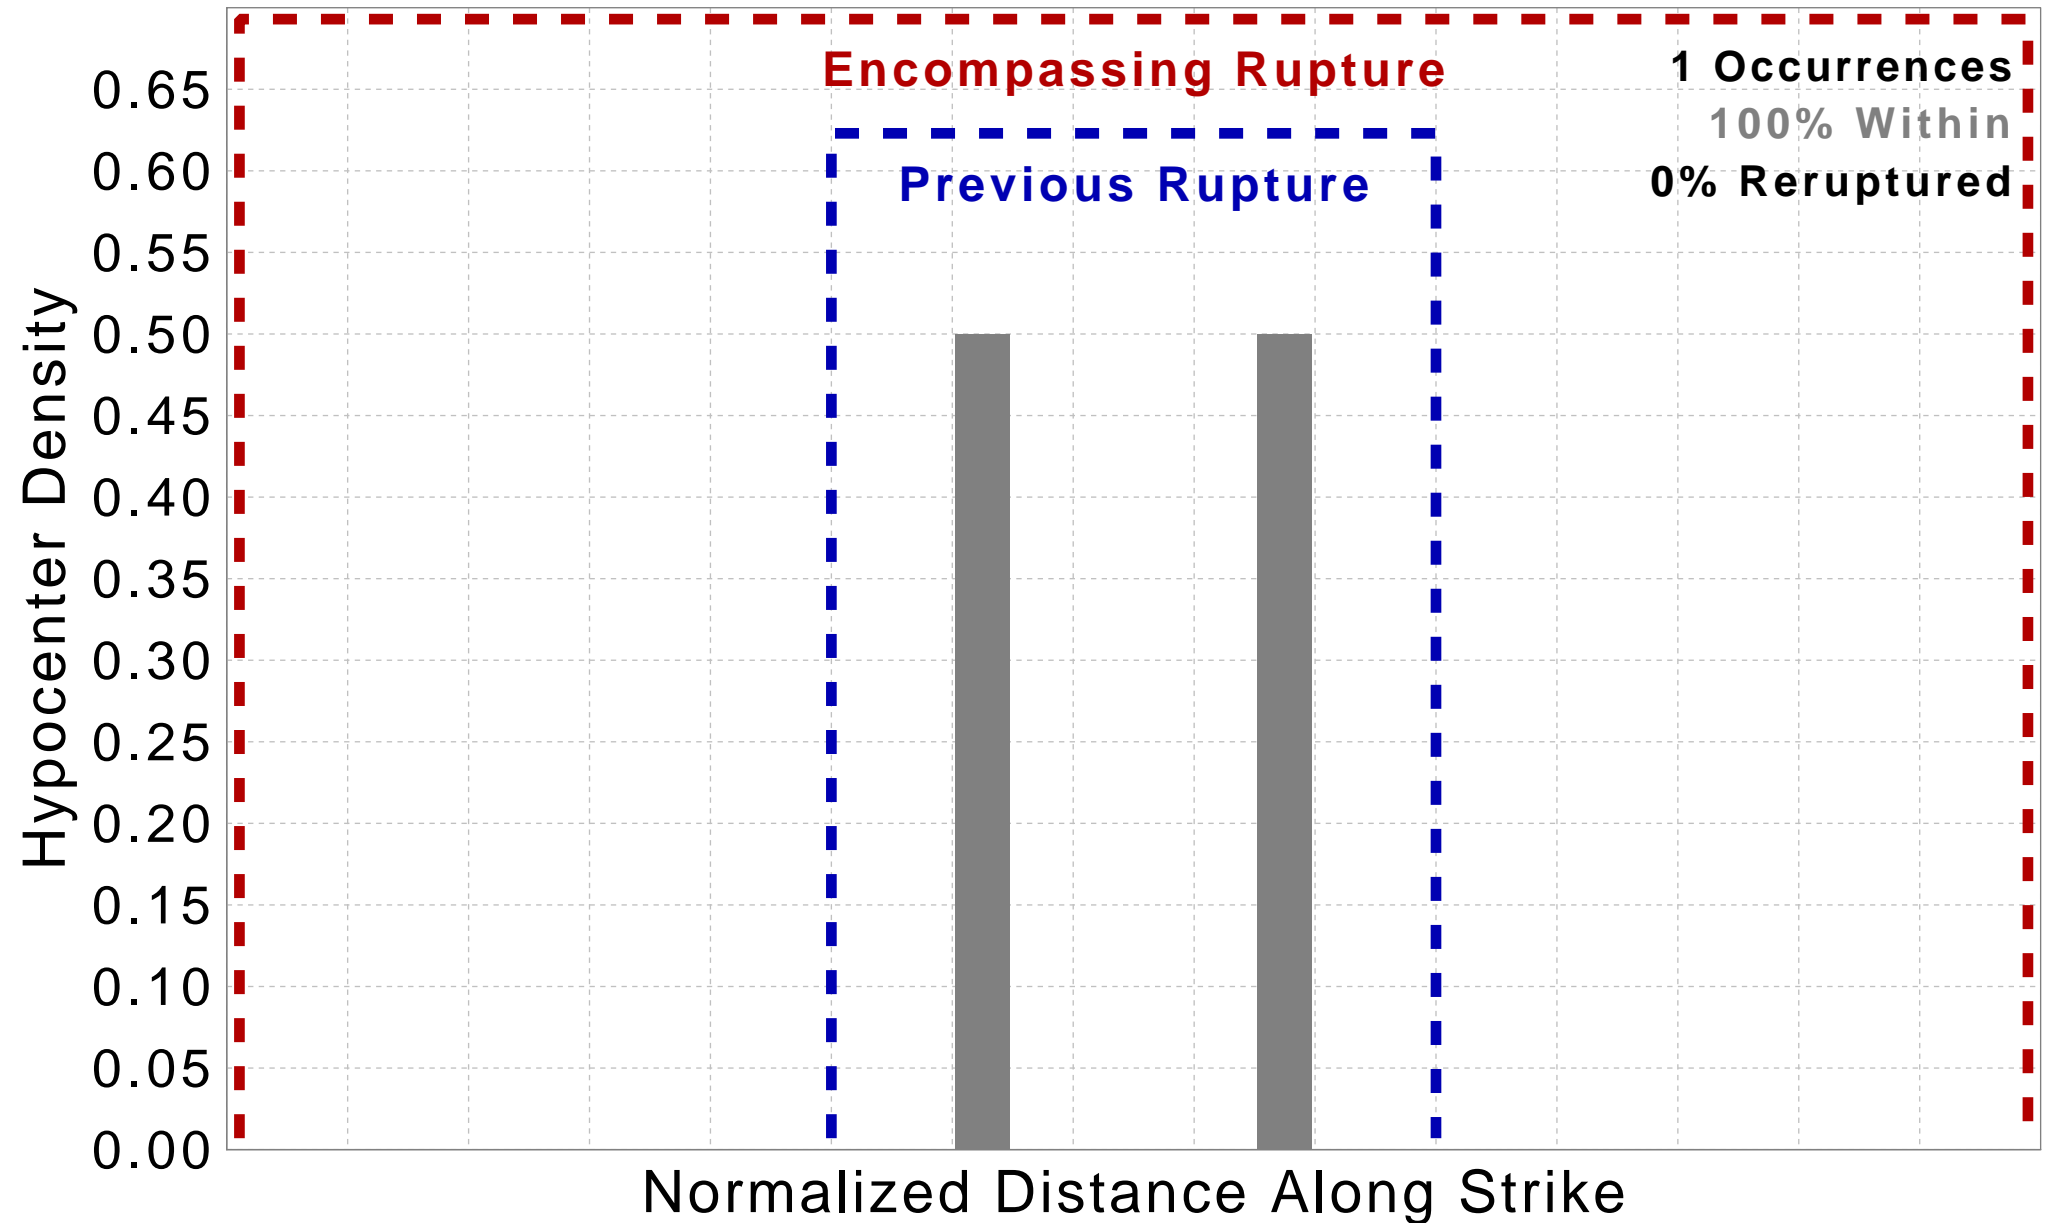 Encompassing Rupture
1 Occurrences
100% Within
0% Reruptured
Previous Rupture
Hypocenter Density
0.65
0.60
0.55
0.50
0.45
0.40
0.35
0.30
0.25
0.20
0.15
0.10
0.05
0.00
Normalized Distance Along Strike